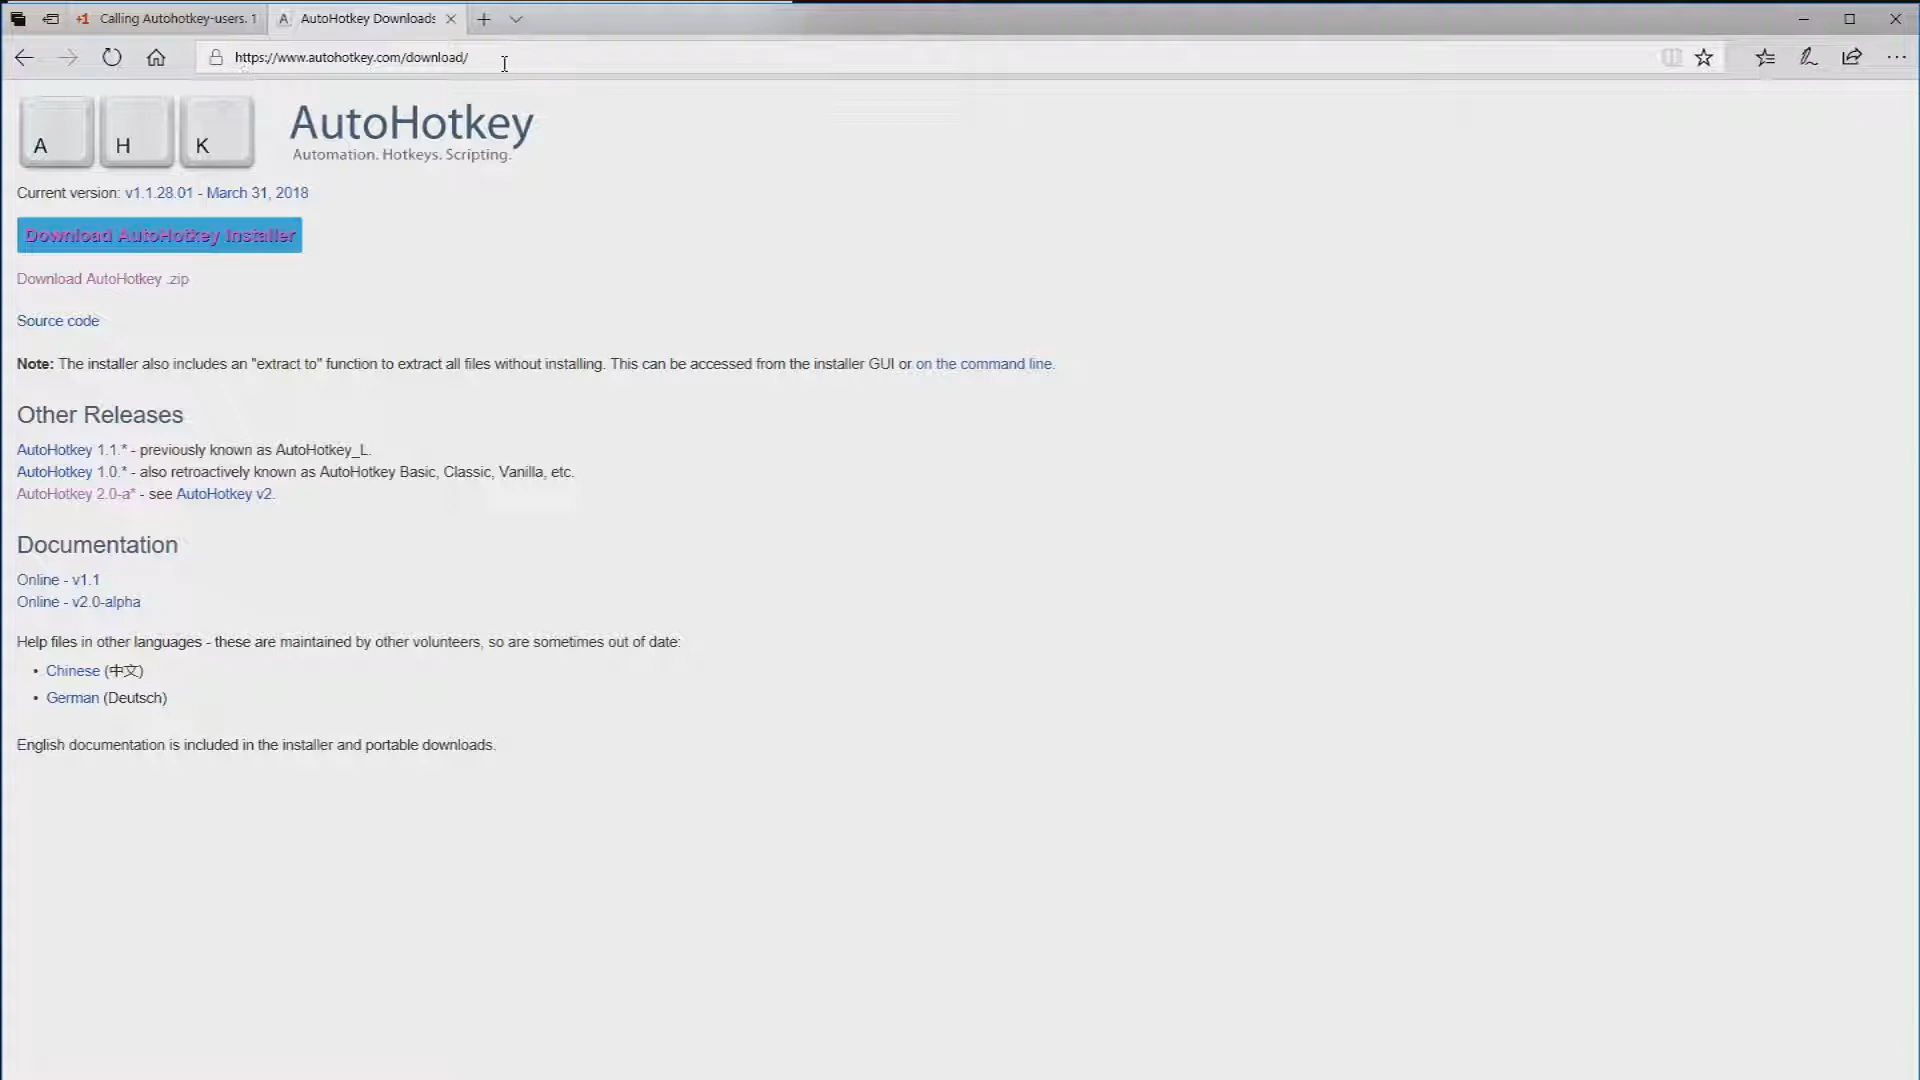 +1 Calling Autohotkey-users. 1
A AutoHotkey Downloads
https://www.autohotkey.com/download/
A H K
AutoHotkey
Automation. Hotkeys. Scripting.
Current version: v1.1.28.01 - March 31, 2018
Download AutoHotkey Installer
Download AutoHotkey .zip
Source code
Note: The installer also includes an "extract to" function to extract all files without installing. This can be accessed from the installer GUI or on the command line.
Other Releases
AutoHotkey 1.1.* - previously known as AutoHotkey_L.
AutoHotkey 1.0.* - also retroactively known as AutoHotkey Basic, Classic, Vanilla, etc.
AutoHotkey 2.0-a* - see AutoHotkey v2.
Documentation
Online - v1.1
Online - v2.0-alpha
Help files in other languages - these are maintained by other volunteers, so are sometimes out of date:
• Chinese (中文)
• German (Deutsch)
English documentation is included in the installer and portable downloads.